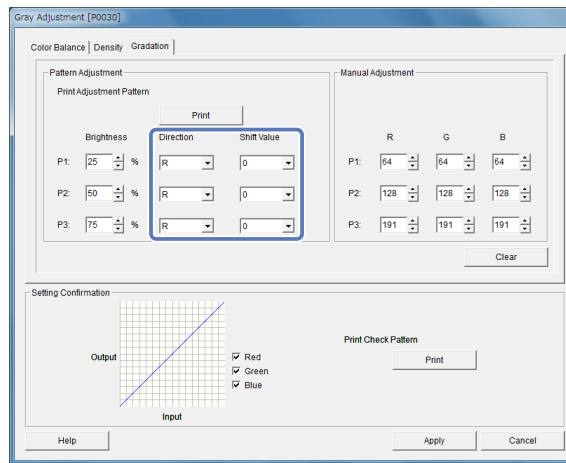 Gray Adjustment [P0030]
Color Balance Density Gradation
Pattern Adjustment
Manual Adjustment
Print Adjustment Pattern
Print
Brightness Direction Shift Value R G B
P1: 25 % R 0 P1: 64 64 64
P2: 50 % R 0 P2: 128 128 128
P3: 75 % R 0 P3: 191 191 191
Clear
Setting Confirmation
Print Check Pattern
Output
Red
Print
Green
Blue
Input
Help Apply Cancel